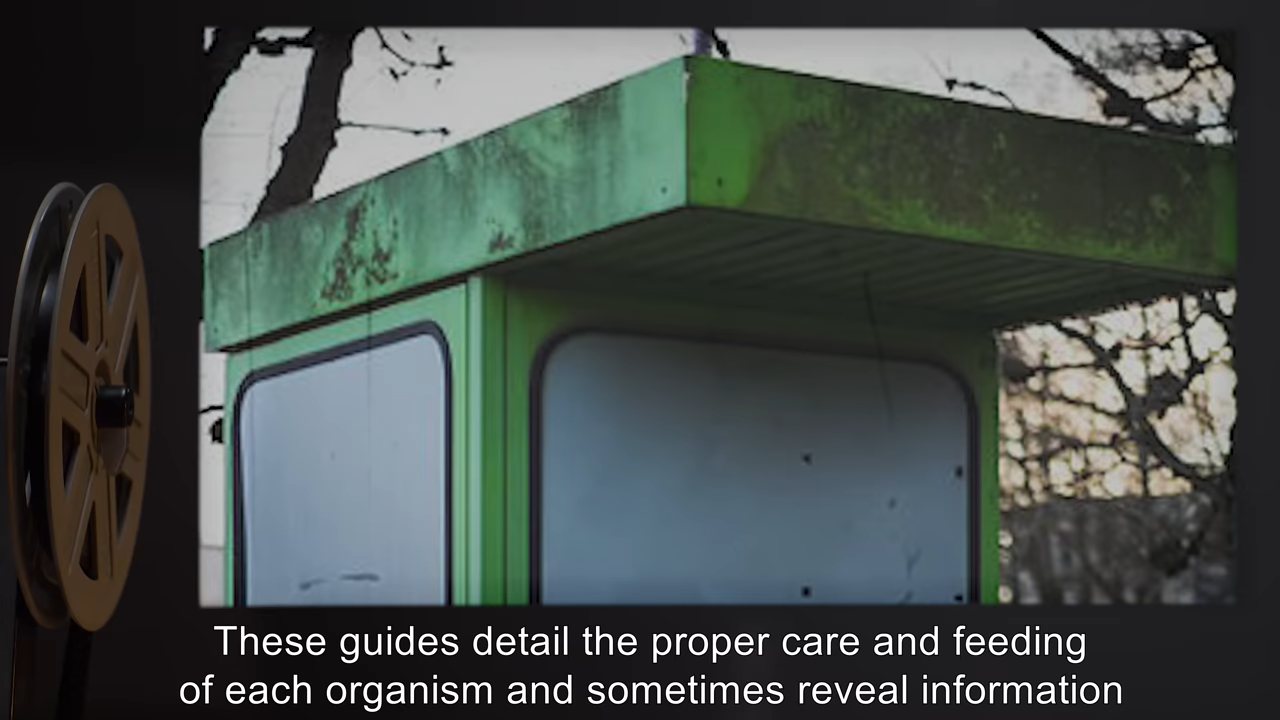 These guides detail the proper care and feeding
of each organism and sometimes reveal information